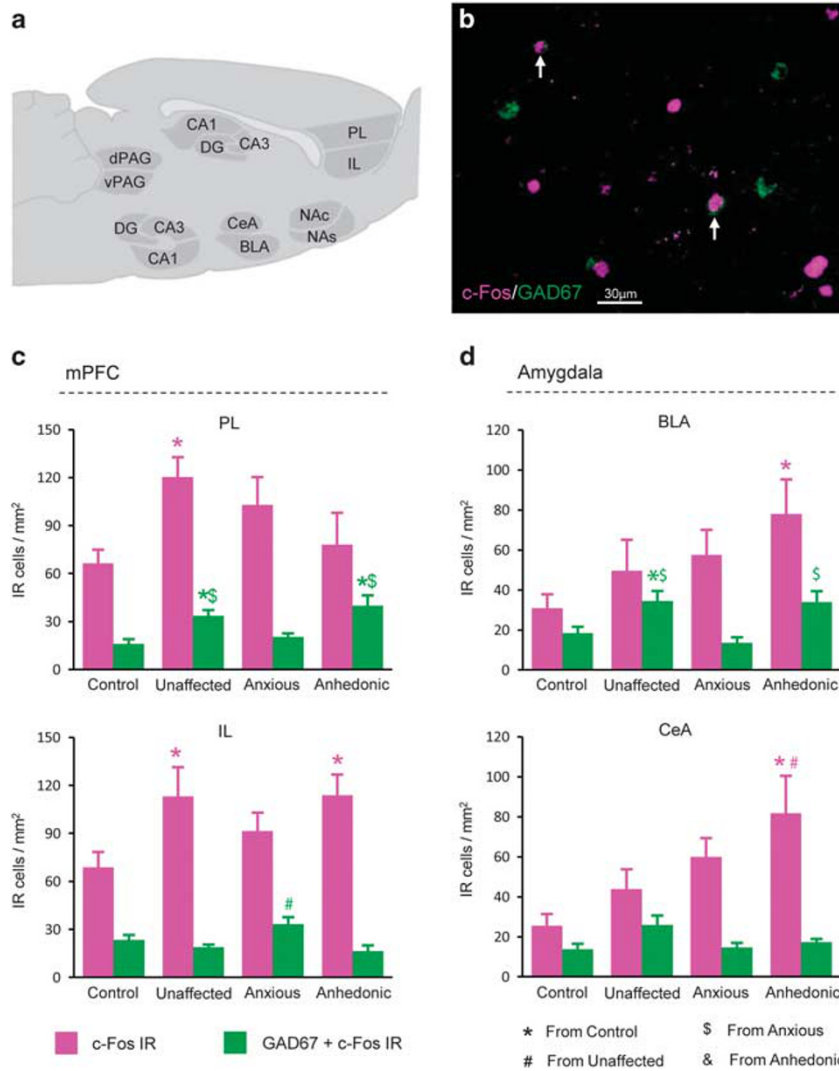 a
CA1
DG
CA3
PL
IL
dPAG
vPAG
DG
CA3
CA1
CeA
BLA
NAc
NAs
b
c-Fos/GAD67
30µm
c
mPFC
PL
IR cells / mm²
150
120
90
60
30
0
*
*$
*$
Control Unaffected Anxious Anhedonic
IL
IR cells / mm²
150
120
90
60
30
0
*
#
*
Control Unaffected Anxious Anhedonic
d
Amygdala
BLA
IR cells / mm²
120
100
80
60
40
20
0
*$
*
$
Control Unaffected Anxious Anhedonic
CeA
IR cells / mm²
120
100
80
60
40
20
0
* #
Control Unaffected Anxious Anhedonic
c-Fos IR
GAD67 + c-Fos IR
* From Control
$ From Anxious
# From Unaffected
& From Anhedonic